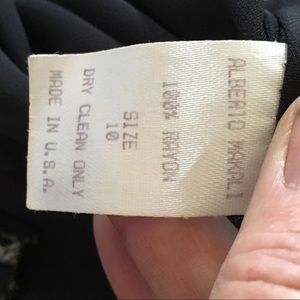 ALBERTO MAKALI
100% RAYON
SIZE
10
DRY CLEAN ONLY
MADE IN U.S.A.